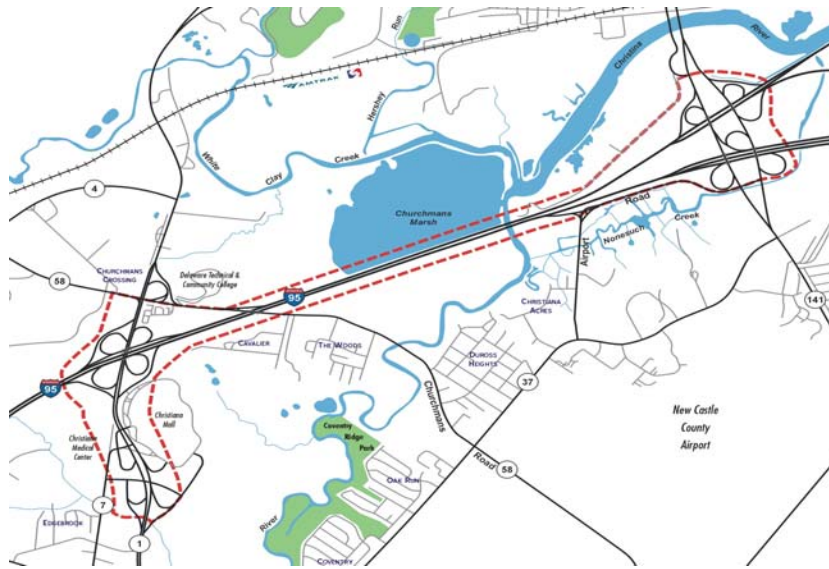 Run
River
Christina
AMTRAK
Hershey
White
Clay
Creek
4
Churchmans
Marsh
Road
Creek
Nonesuch
Airport
CHURCHMANS
CROSSING
Delaware Technical &
Community College
58
95
141
CHRISTIANA
ACRES
CAVALIER
THE WOODS
DUROSS
HEIGHTS
37
95
Churchmans
Christiana
Mall
New Castle
County
Airport
Coventry
Ridge
Park
Christiana
Medical
Center
Road
58
OAK RUN
7
EDGEBROOK
River
1
COVENTRY